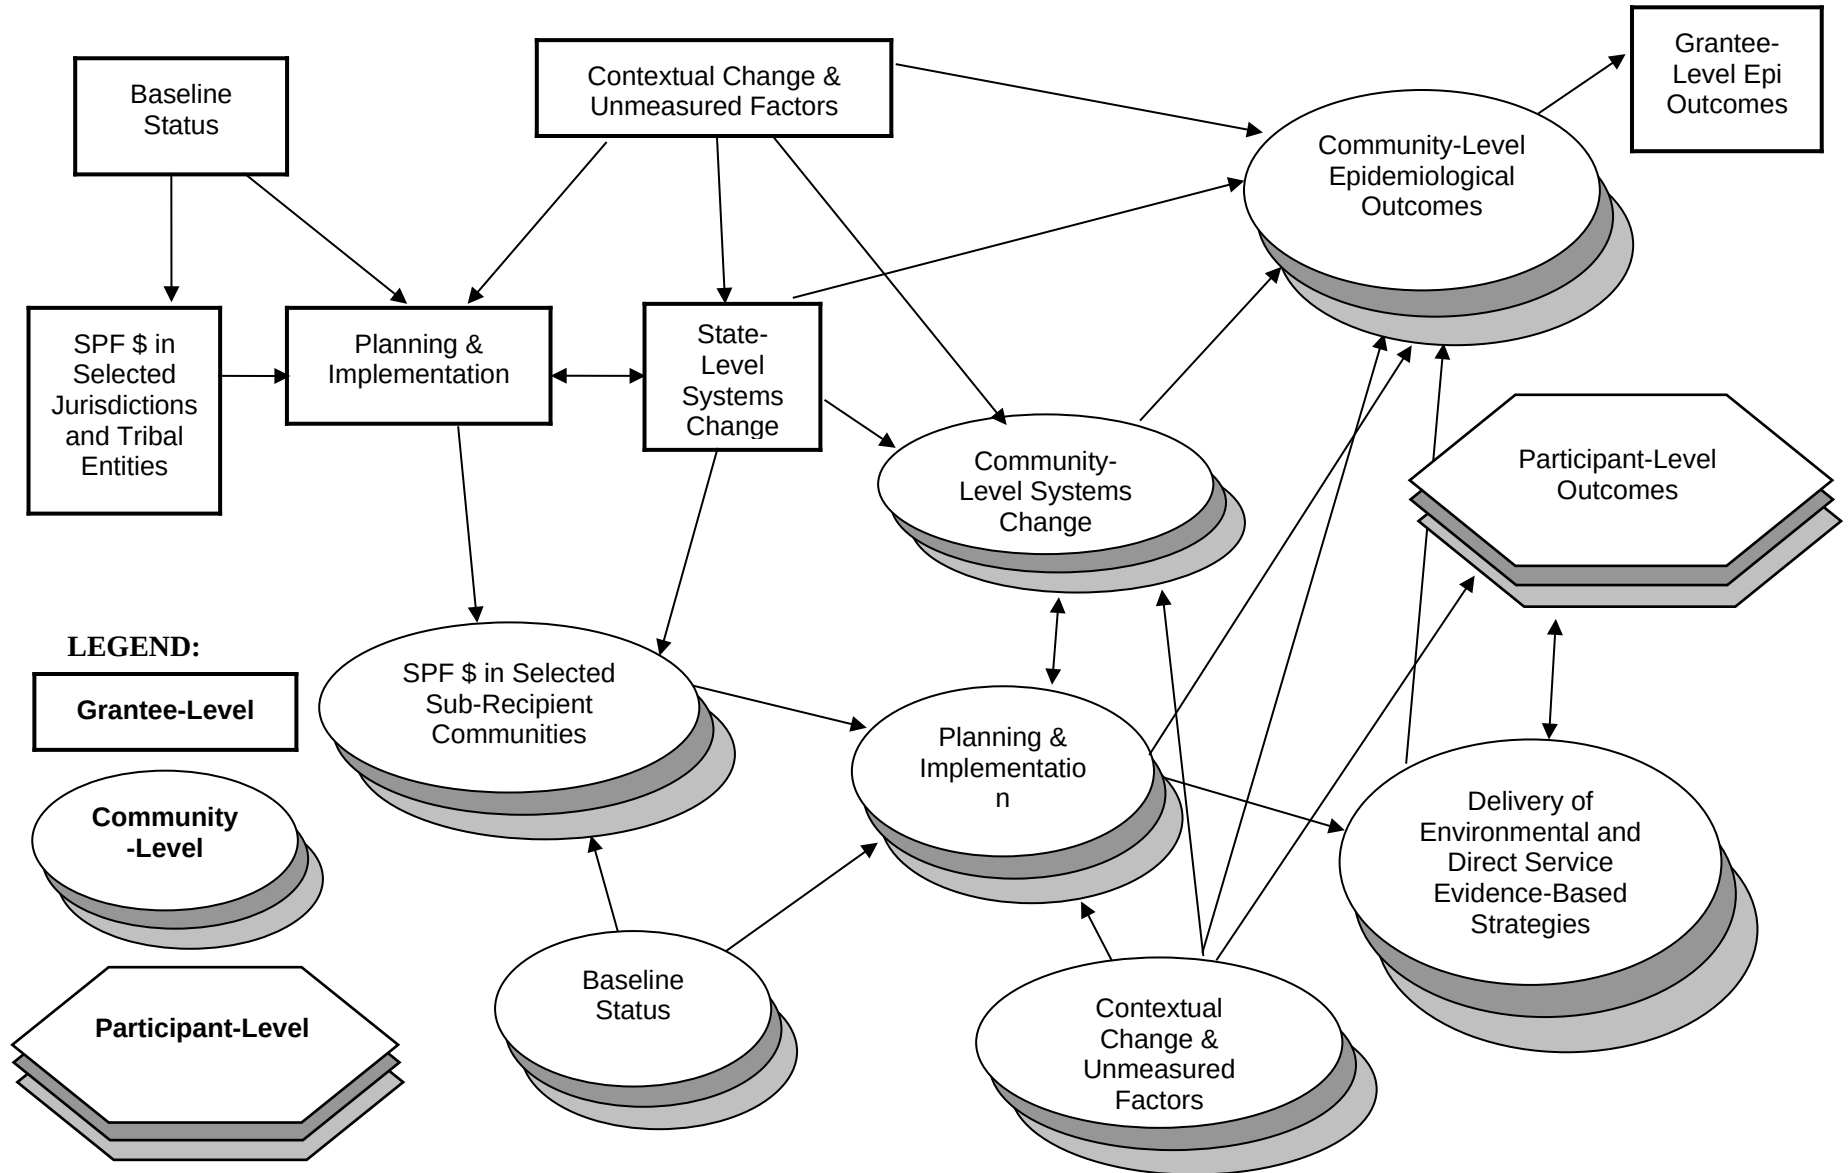 Baseline
Status
Contextual Change &
Unmeasured Factors
Grantee-
Level Epi
Outcomes
Community-Level
Epidemiological
Outcomes
SPF $ in
Selected
Jurisdictions
and Tribal
Entities
Planning &
Implementation
State-
Level
Systems
Change
Community-
Level Systems
Change
Participant-Level
Outcomes
LEGEND:
Grantee-Level
Community
-Level
Participant-Level
SPF $ in Selected
Sub-Recipient
Communities
Planning &
Implementatio
n
Delivery of
Environmental and
Direct Service
Evidence-Based
Strategies
Baseline
Status
Contextual
Change &
Unmeasured
Factors